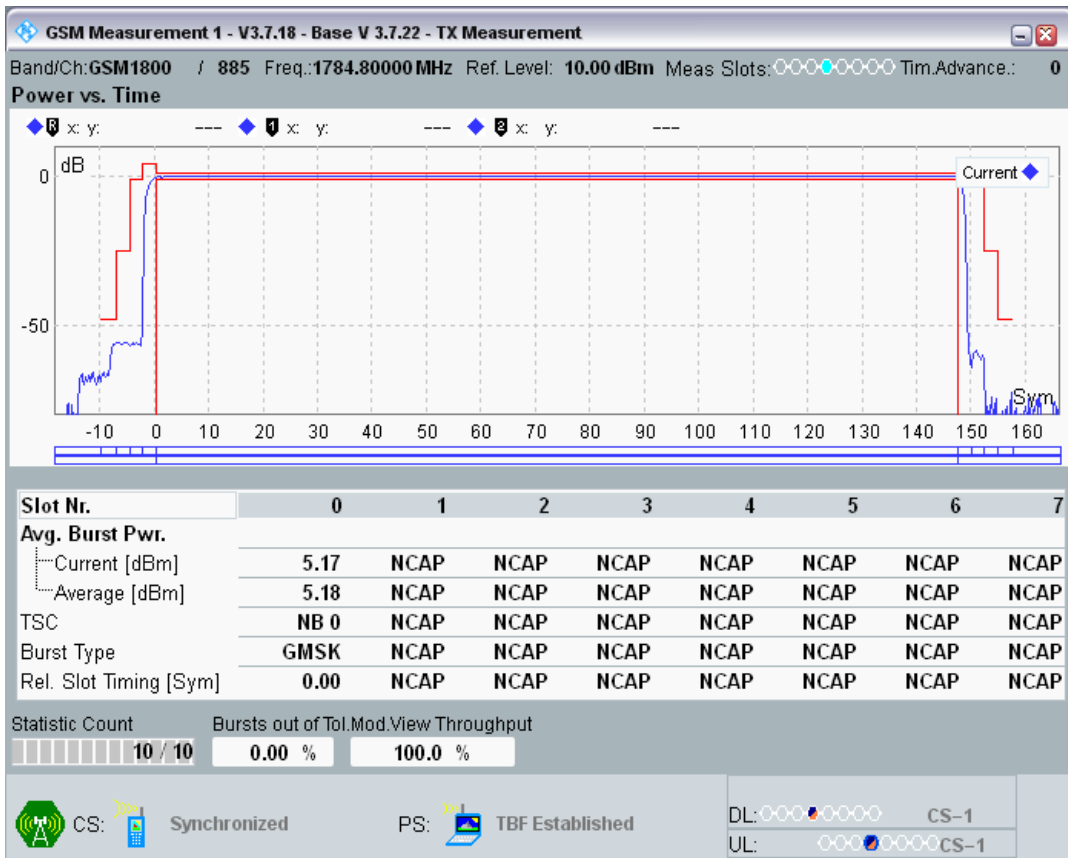 GSM Measurement 1 - V3.7.18 - Base V 3.7.22 - TX Measurement
Band/Ch:GSM1800 / 885 Freq.:1784.80000 MHz Ref. Level: 10.00 dBm Meas Slots: Tim.Advance.: 0
Power vs. Time
R x: y: --- 1 x: y: --- 2 x: y: ---
dB
Current
0
-50
Sym
-10 0 10 20 30 40 50 60 70 80 90 100 110 120 130 140 150 160
Slot Nr. 0 1 2 3 4 5 6 7
Avg. Burst Pwr.
Current [dBm] 5.17 NCAP NCAP NCAP NCAP NCAP NCAP NCAP
Average [dBm] 5.18 NCAP NCAP NCAP NCAP NCAP NCAP NCAP
TSC NB 0 NCAP NCAP NCAP NCAP NCAP NCAP NCAP
Burst Type GMSK NCAP NCAP NCAP NCAP NCAP NCAP NCAP
Rel. Slot Timing [Sym] 0.00 NCAP NCAP NCAP NCAP NCAP NCAP NCAP
Statistic Count Bursts out of Tol.Mod.View Throughput
10 / 10 0.00 % 100.0 %
CS: Synchronized PS: TBF Established
DL: CS-1
UL: CS-1